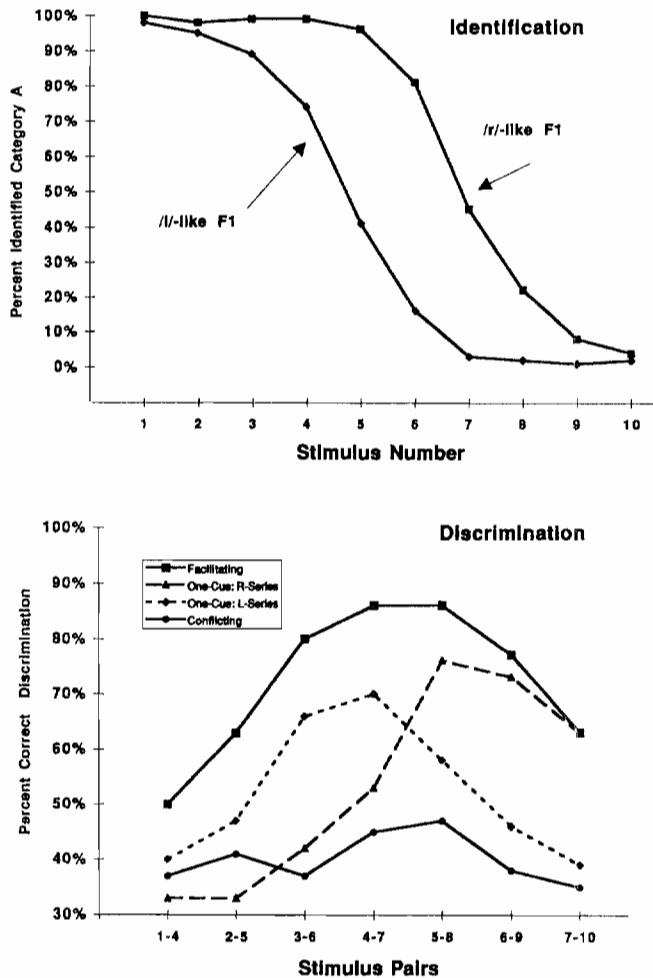 Identification
Percent Identified Category A
100%
90%
80%
70%
60%
50%
40%
30%
20%
10%
0%
/r/-like F1
/l/-like F1
1 2 3 4 5 6 7 8 9 10
Stimulus Number
Discrimination
Percent Correct Discrimination
100%
90%
80%
70%
60%
50%
40%
30%
Facilitating
One-Cue: R-Series
One-Cue: L-Series
Conflicting
1-4 2-5 3-6 4-7 5-8 6-9 7-10
Stimulus Pairs